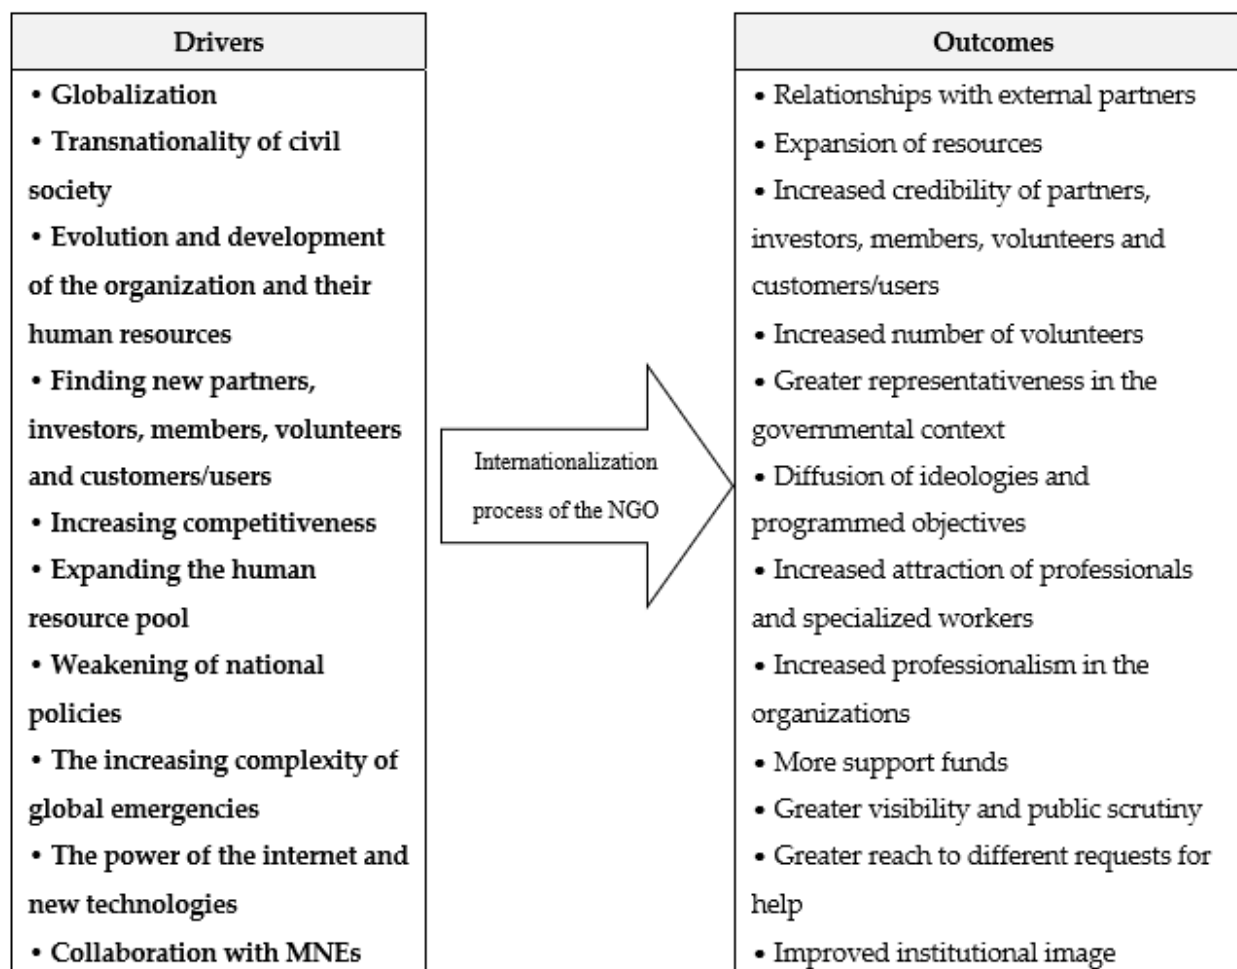 Drivers
• Globalization
• Transnationality of civil
society
• Evolution and development
of the organization and their
human resources
• Finding new partners,
investors, members, volunteers
and customers/users
• Increasing competitiveness
• Expanding the human
resource pool
• Weakening of national
policies
• The increasing complexity of
global emergencies
• The power of the internet and
new technologies
• Collaboration with MNEs
Internationalization
process of the NGO
Outcomes
• Relationships with external partners
• Expansion of resources
• Increased credibility of partners,
investors, members, volunteers and
customers/users
• Increased number of volunteers
• Greater representativeness in the
governmental context
• Diffusion of ideologies and
programmed objectives
• Increased attraction of professionals
and specialized workers
• Increased professionalism in the
organizations
• More support funds
• Greater visibility and public scrutiny
• Greater reach to different requests for
help
• Improved institutional image